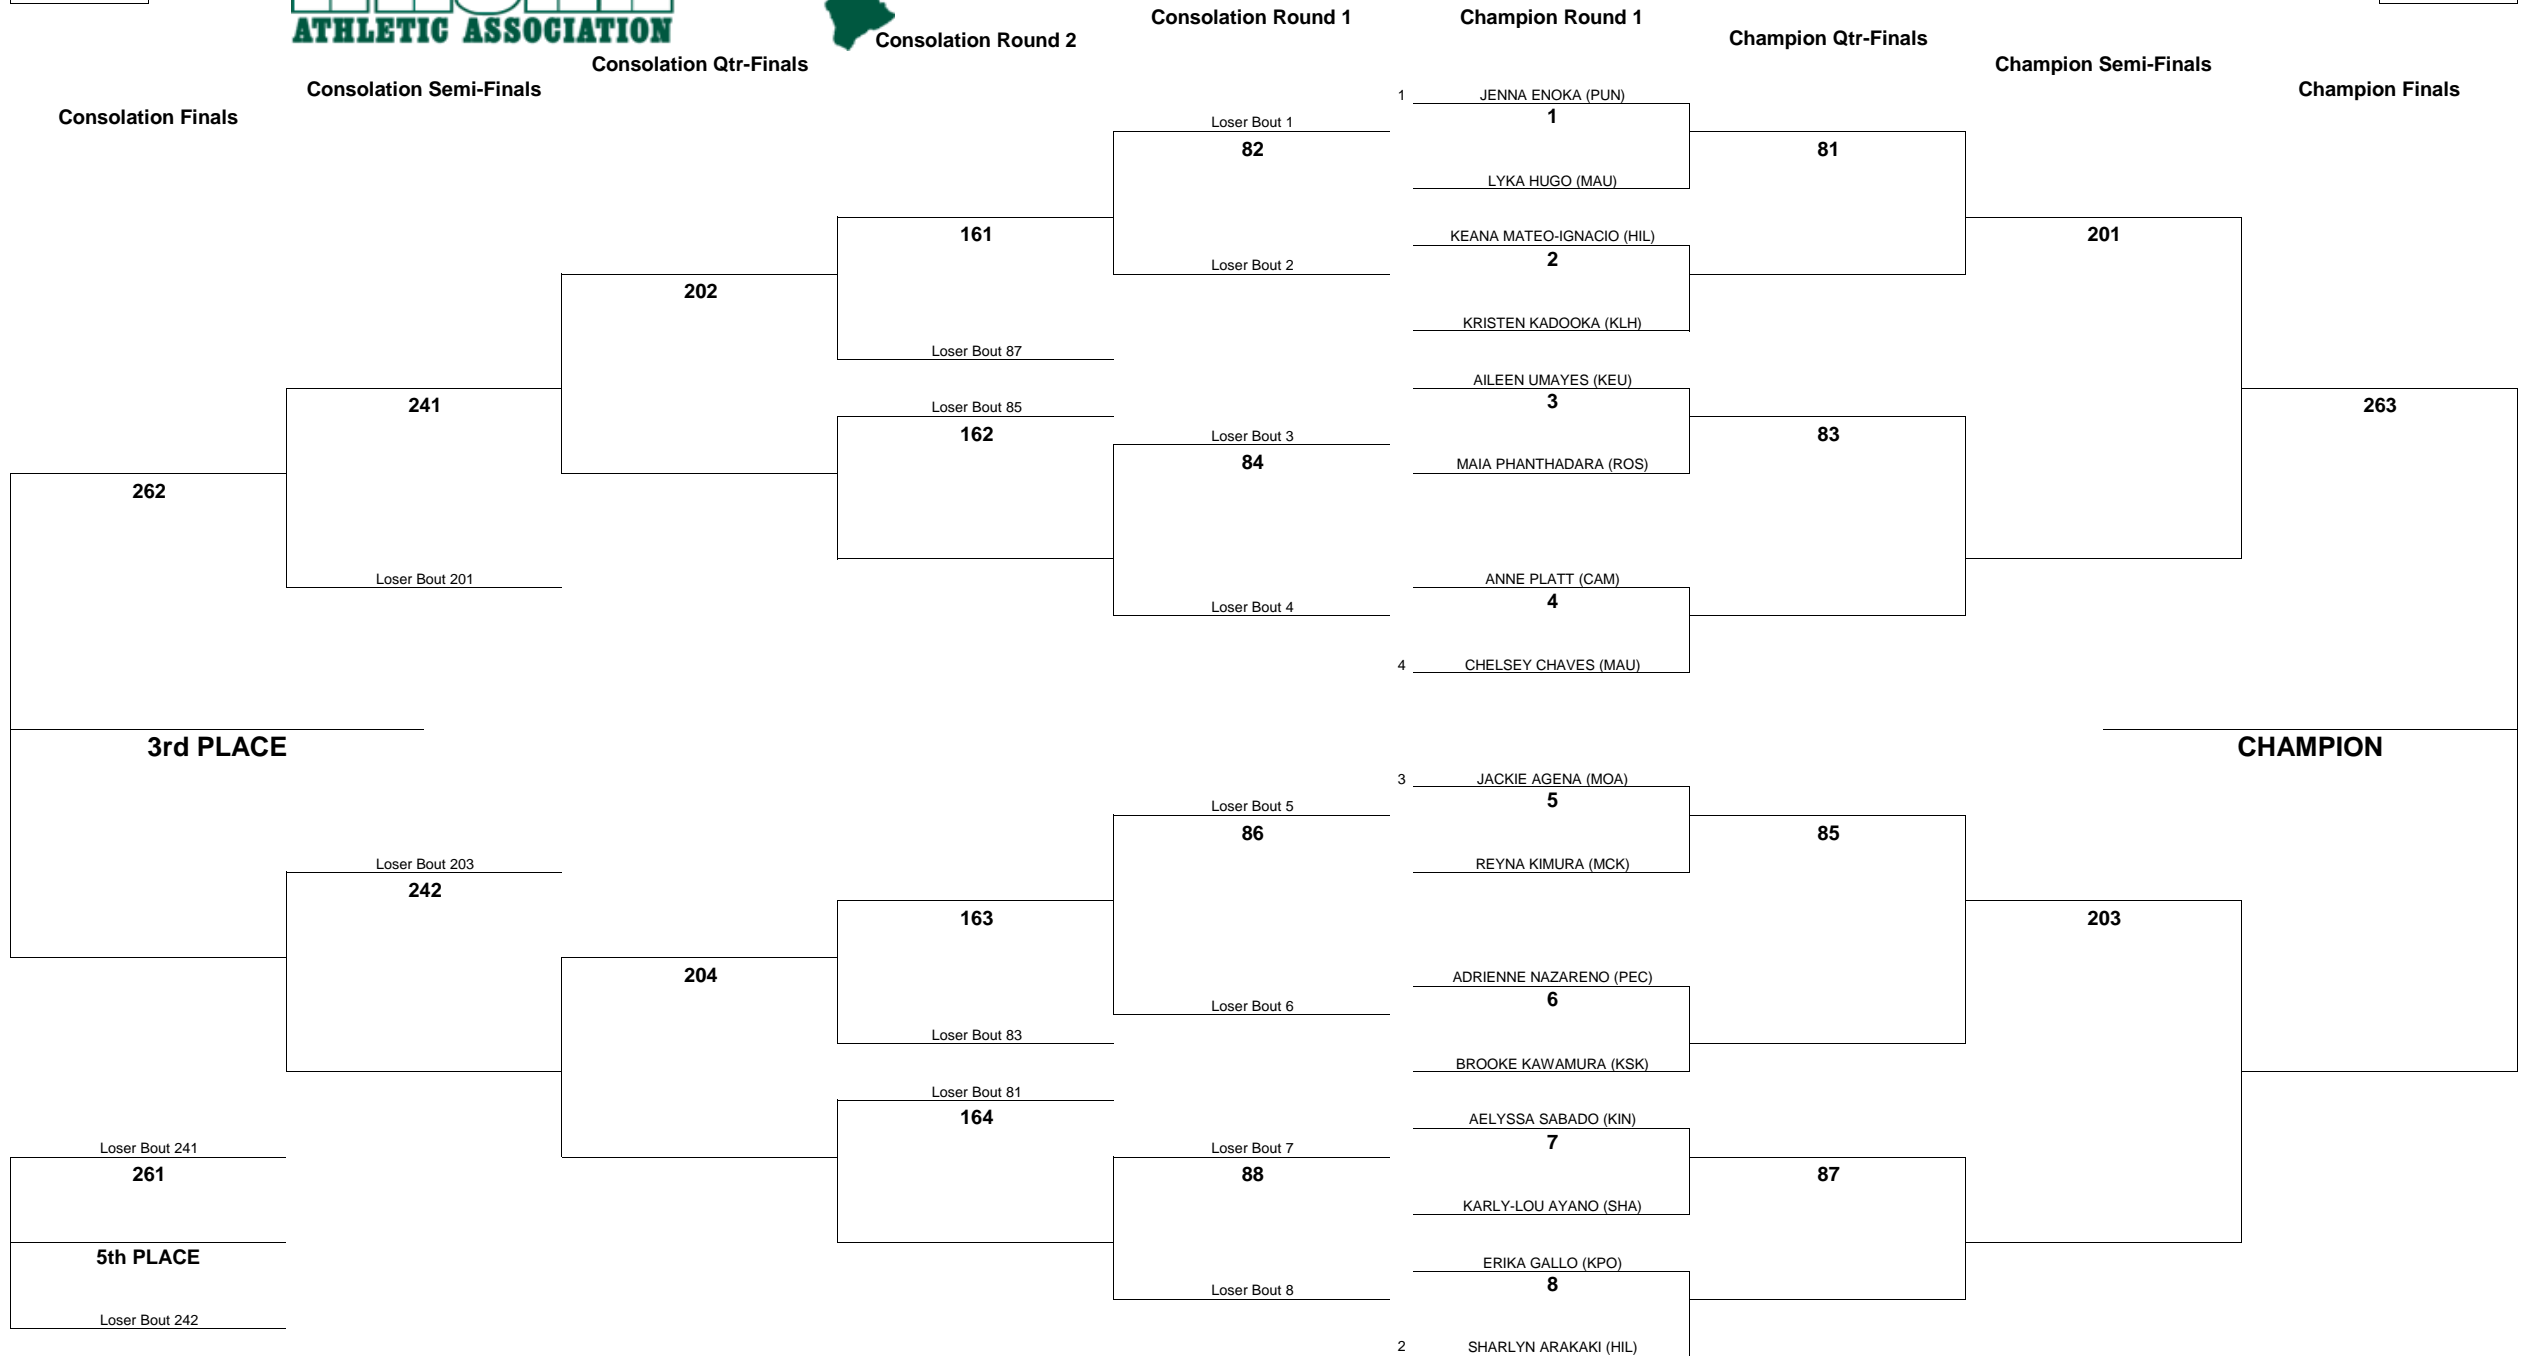 ATHLETIC ASSOCIATION
Consolation Round 1
Champion Round 1
Consolation Round 2
Champion Qtr-Finals
Consolation Qtr-Finals
Champion Semi-Finals
Consolation Semi-Finals
Champion Finals
Consolation Finals
1 JENNA ENOKA (PUN)
1
Loser Bout 1
82
81
LYKA HUGO (MAU)
161
KEANA MATEO-IGNACIO (HIL)
201
2
Loser Bout 2
202
KRISTEN KADOOKA (KLH)
Loser Bout 87
AILEEN UMAYES (KEU)
241
Loser Bout 85
3
263
162
Loser Bout 3
83
84
MAIA PHANTHADARA (ROS)
262
Loser Bout 201
ANNE PLATT (CAM)
4
Loser Bout 4
4 CHELSEY CHAVES (MAU)
3rd PLACE
CHAMPION
3 JACKIE AGENA (MOA)
5
Loser Bout 5
86
85
Loser Bout 203
REYNA KIMURA (MCK)
242
163
203
204
ADRIENNE NAZARENO (PEC)
6
Loser Bout 6
Loser Bout 83
BROOKE KAWAMURA (KSK)
Loser Bout 81
164
AELYSSA SABADO (KIN)
7
Loser Bout 241
Loser Bout 7
261
88
87
KARLY-LOU AYANO (SHA)
5th PLACE
ERIKA GALLO (KPO)
8
Loser Bout 8
Loser Bout 242
2 SHARLYN ARAKAKI (HIL)